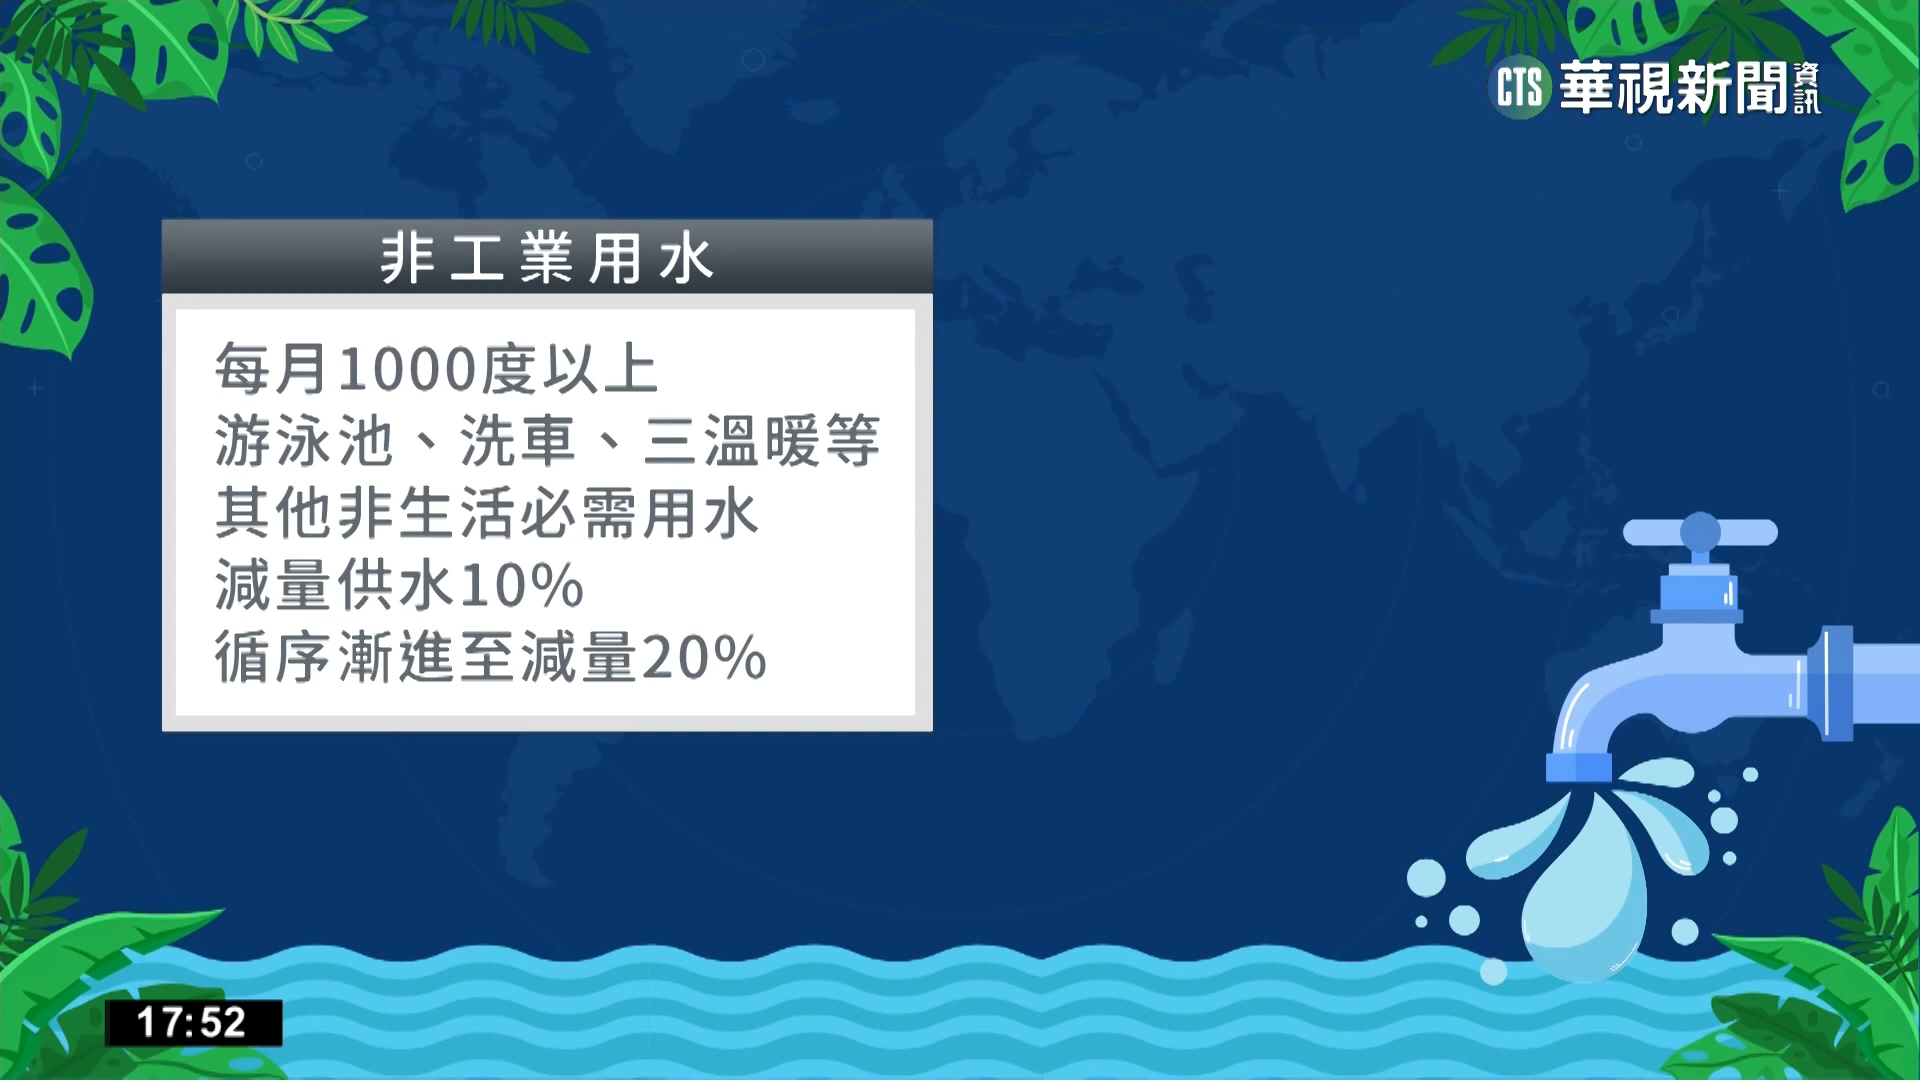 CTS 華視新聞資訊
非工業用水
每月1000度以上
游泳池、洗車、三溫暖等
其他非生活必需用水
減量供水10%
循序漸進至減量20%
17:52